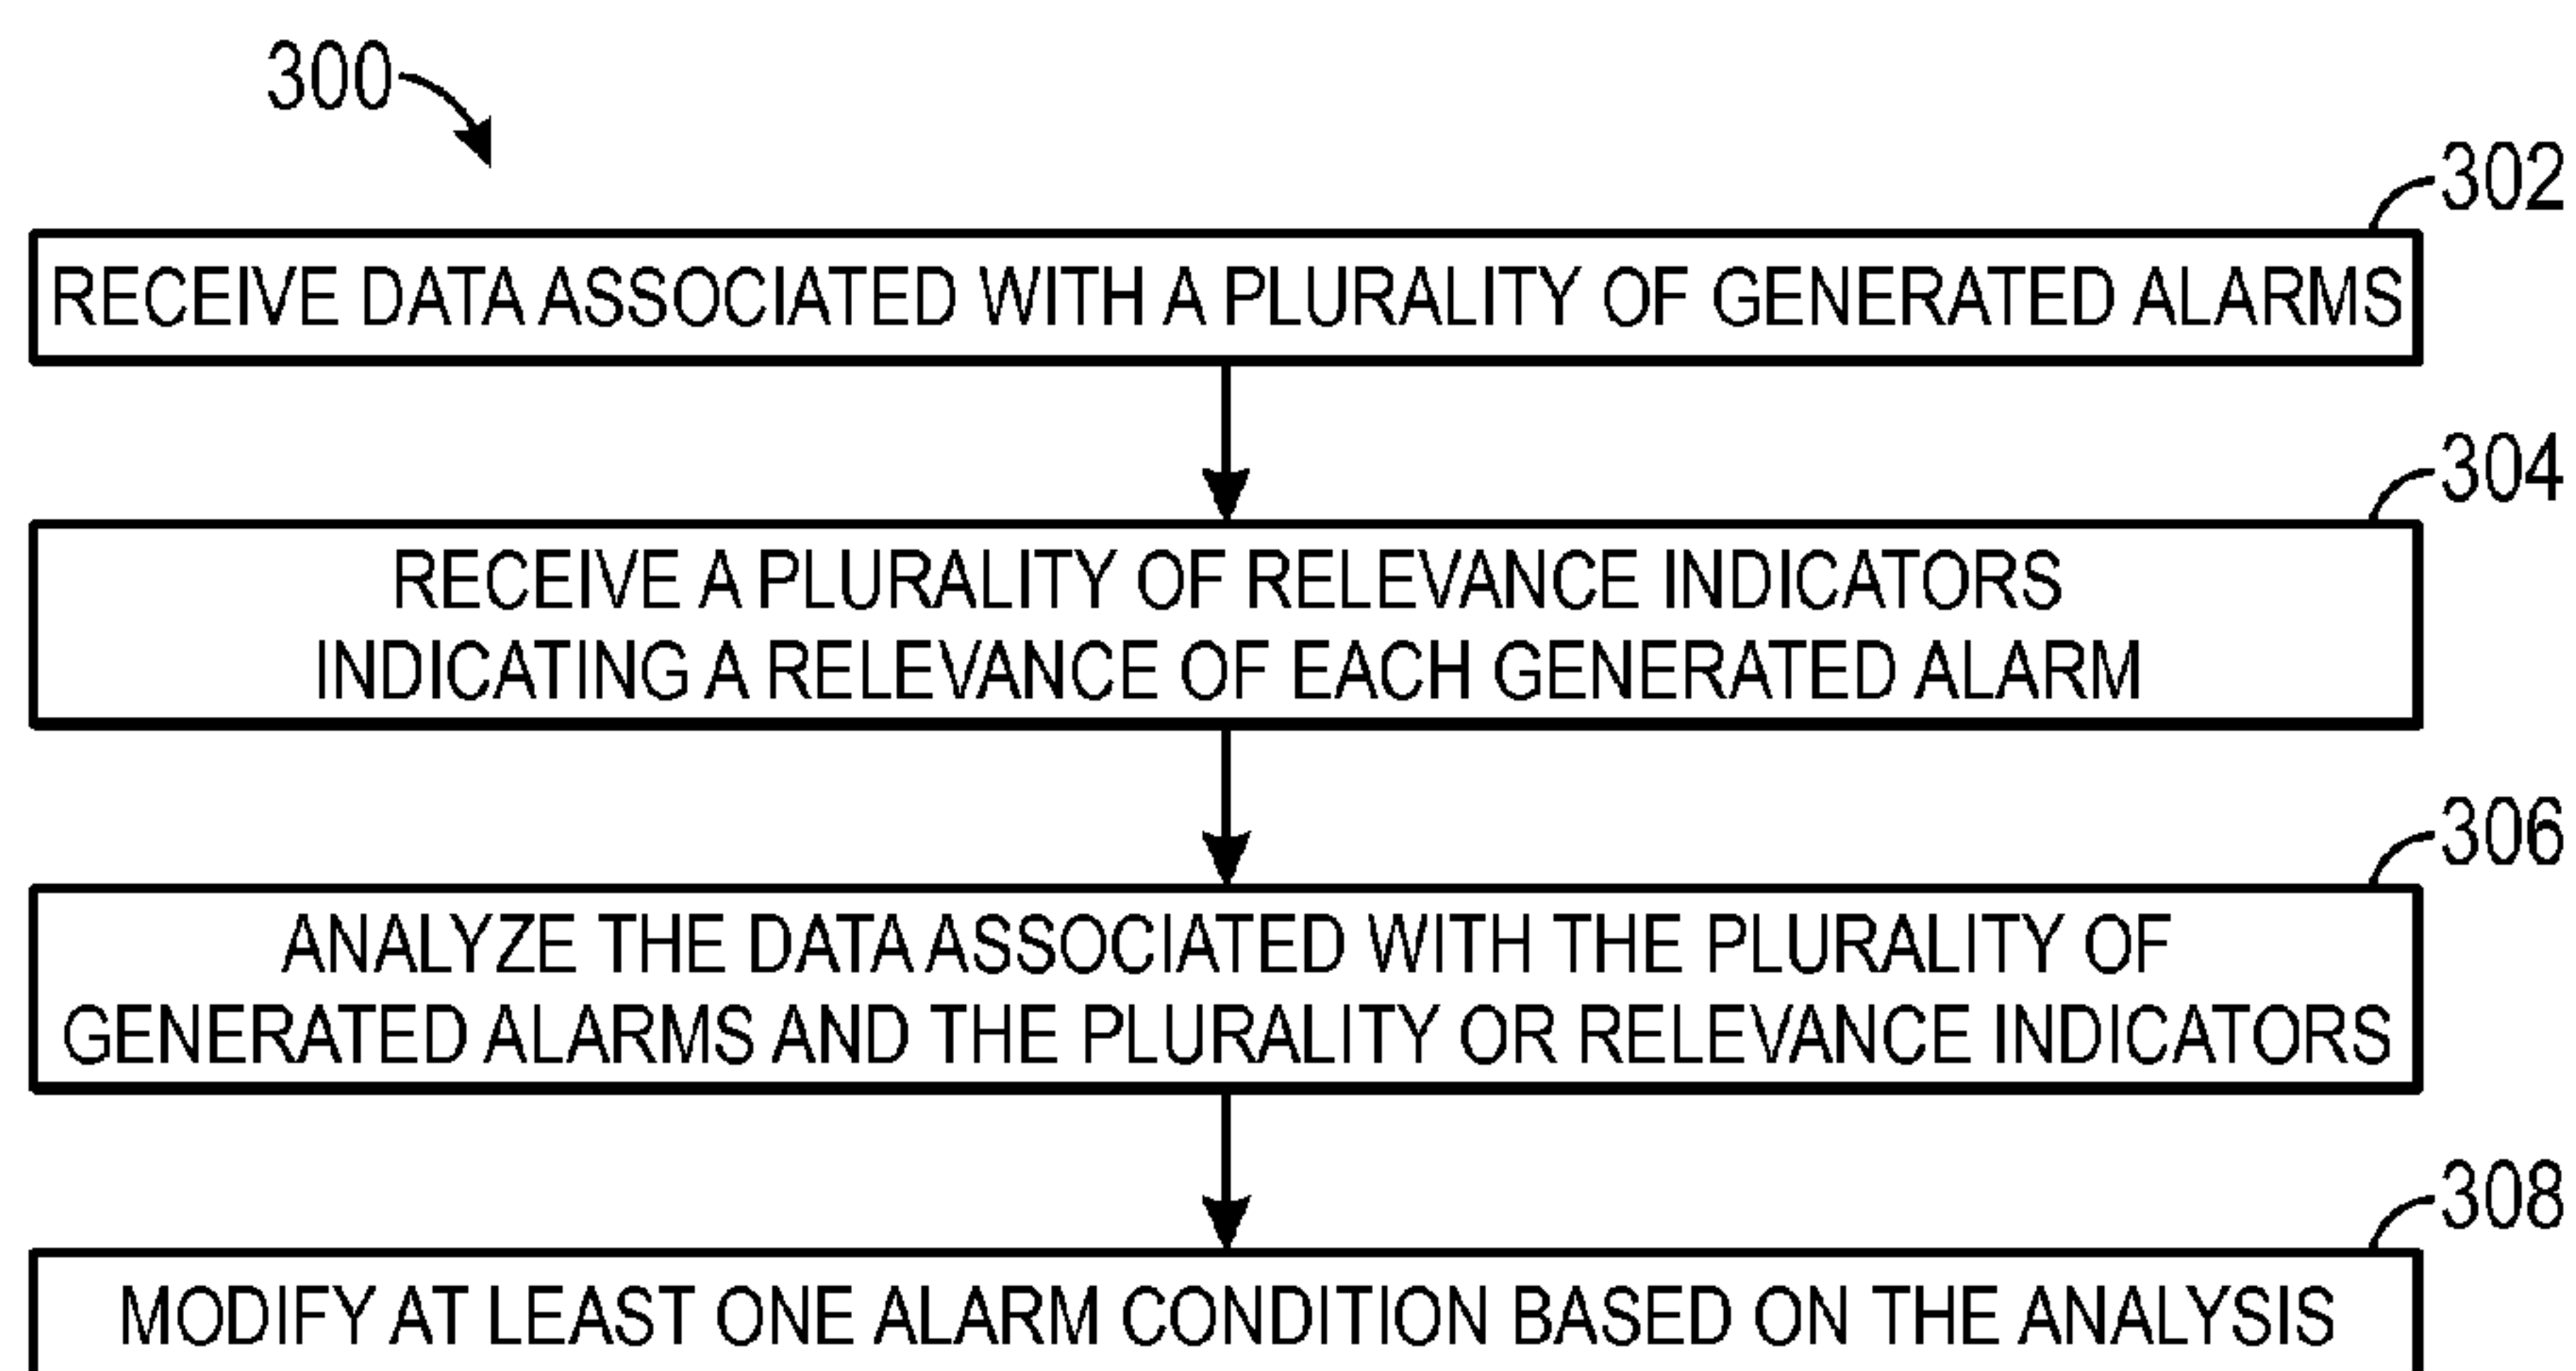 300
302
RECEIVE DATA ASSOCIATED WITH A PLURALITY OF GENERATED ALARMS
304
RECEIVE A PLURALITY OF RELEVANCE INDICATORS
INDICATING A RELEVANCE OF EACH GENERATED ALARM
306
ANALYZE THE DATA ASSOCIATED WITH THE PLURALITY OF
GENERATED ALARMS AND THE PLURALITY OR RELEVANCE INDICATORS
308
MODIFY AT LEAST ONE ALARM CONDITION BASED ON THE ANALYSIS